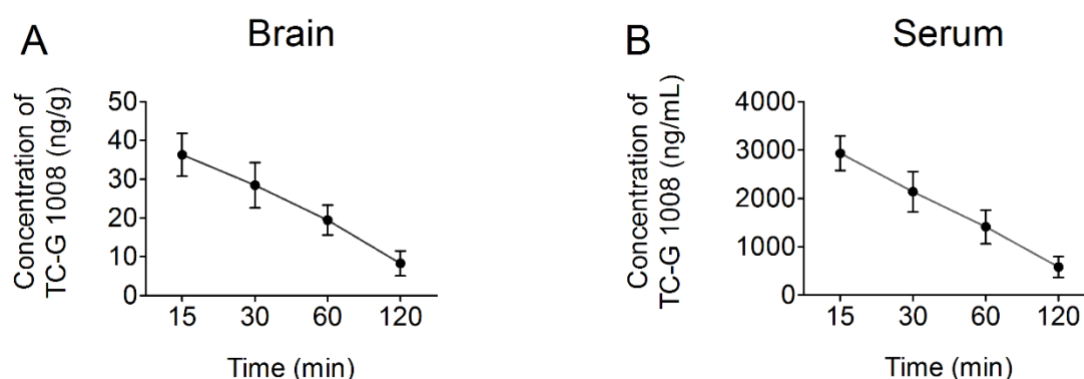 A
Brain
Concentration of
TC-G 1008 (ng/g)
50
40
30
20
10
0
15 30 60 120
Time (min)
B
Serum
Concentration of
TC-G 1008 (ng/mL)
4000
3000
2000
1000
0
15 30 60 120
Time (min)